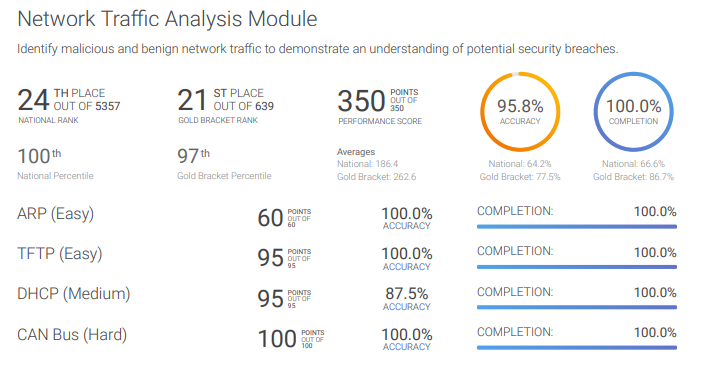 Network Traffic Analysis Module
Identify malicious and benign network traffic to demonstrate an understanding of potential security breaches.
24 TH PLACE OUT OF 5357
NATIONAL RANK
21 ST PLACE OUT OF 639
GOLD BRACKET RANK
350 POINTS OUT OF 350
PERFORMANCE SCORE
95.8%
ACCURACY
100.0%
COMPLETION
100th
National Percentile
97th
Gold Bracket Percentile
Averages
National: 186.4
Gold Bracket: 262.6
National: 64.2%
Gold Bracket: 77.5%
National: 66.6%
Gold Bracket: 86.7%
ARP (Easy)
60 POINTS OUT OF 60
100.0%
ACCURACY
COMPLETION: 100.0%
TFTP (Easy)
95 POINTS OUT OF 95
100.0%
ACCURACY
COMPLETION: 100.0%
DHCP (Medium)
95 POINTS OUT OF 95
87.5%
ACCURACY
COMPLETION: 100.0%
CAN Bus (Hard)
100 POINTS OUT OF 100
100.0%
ACCURACY
COMPLETION: 100.0%